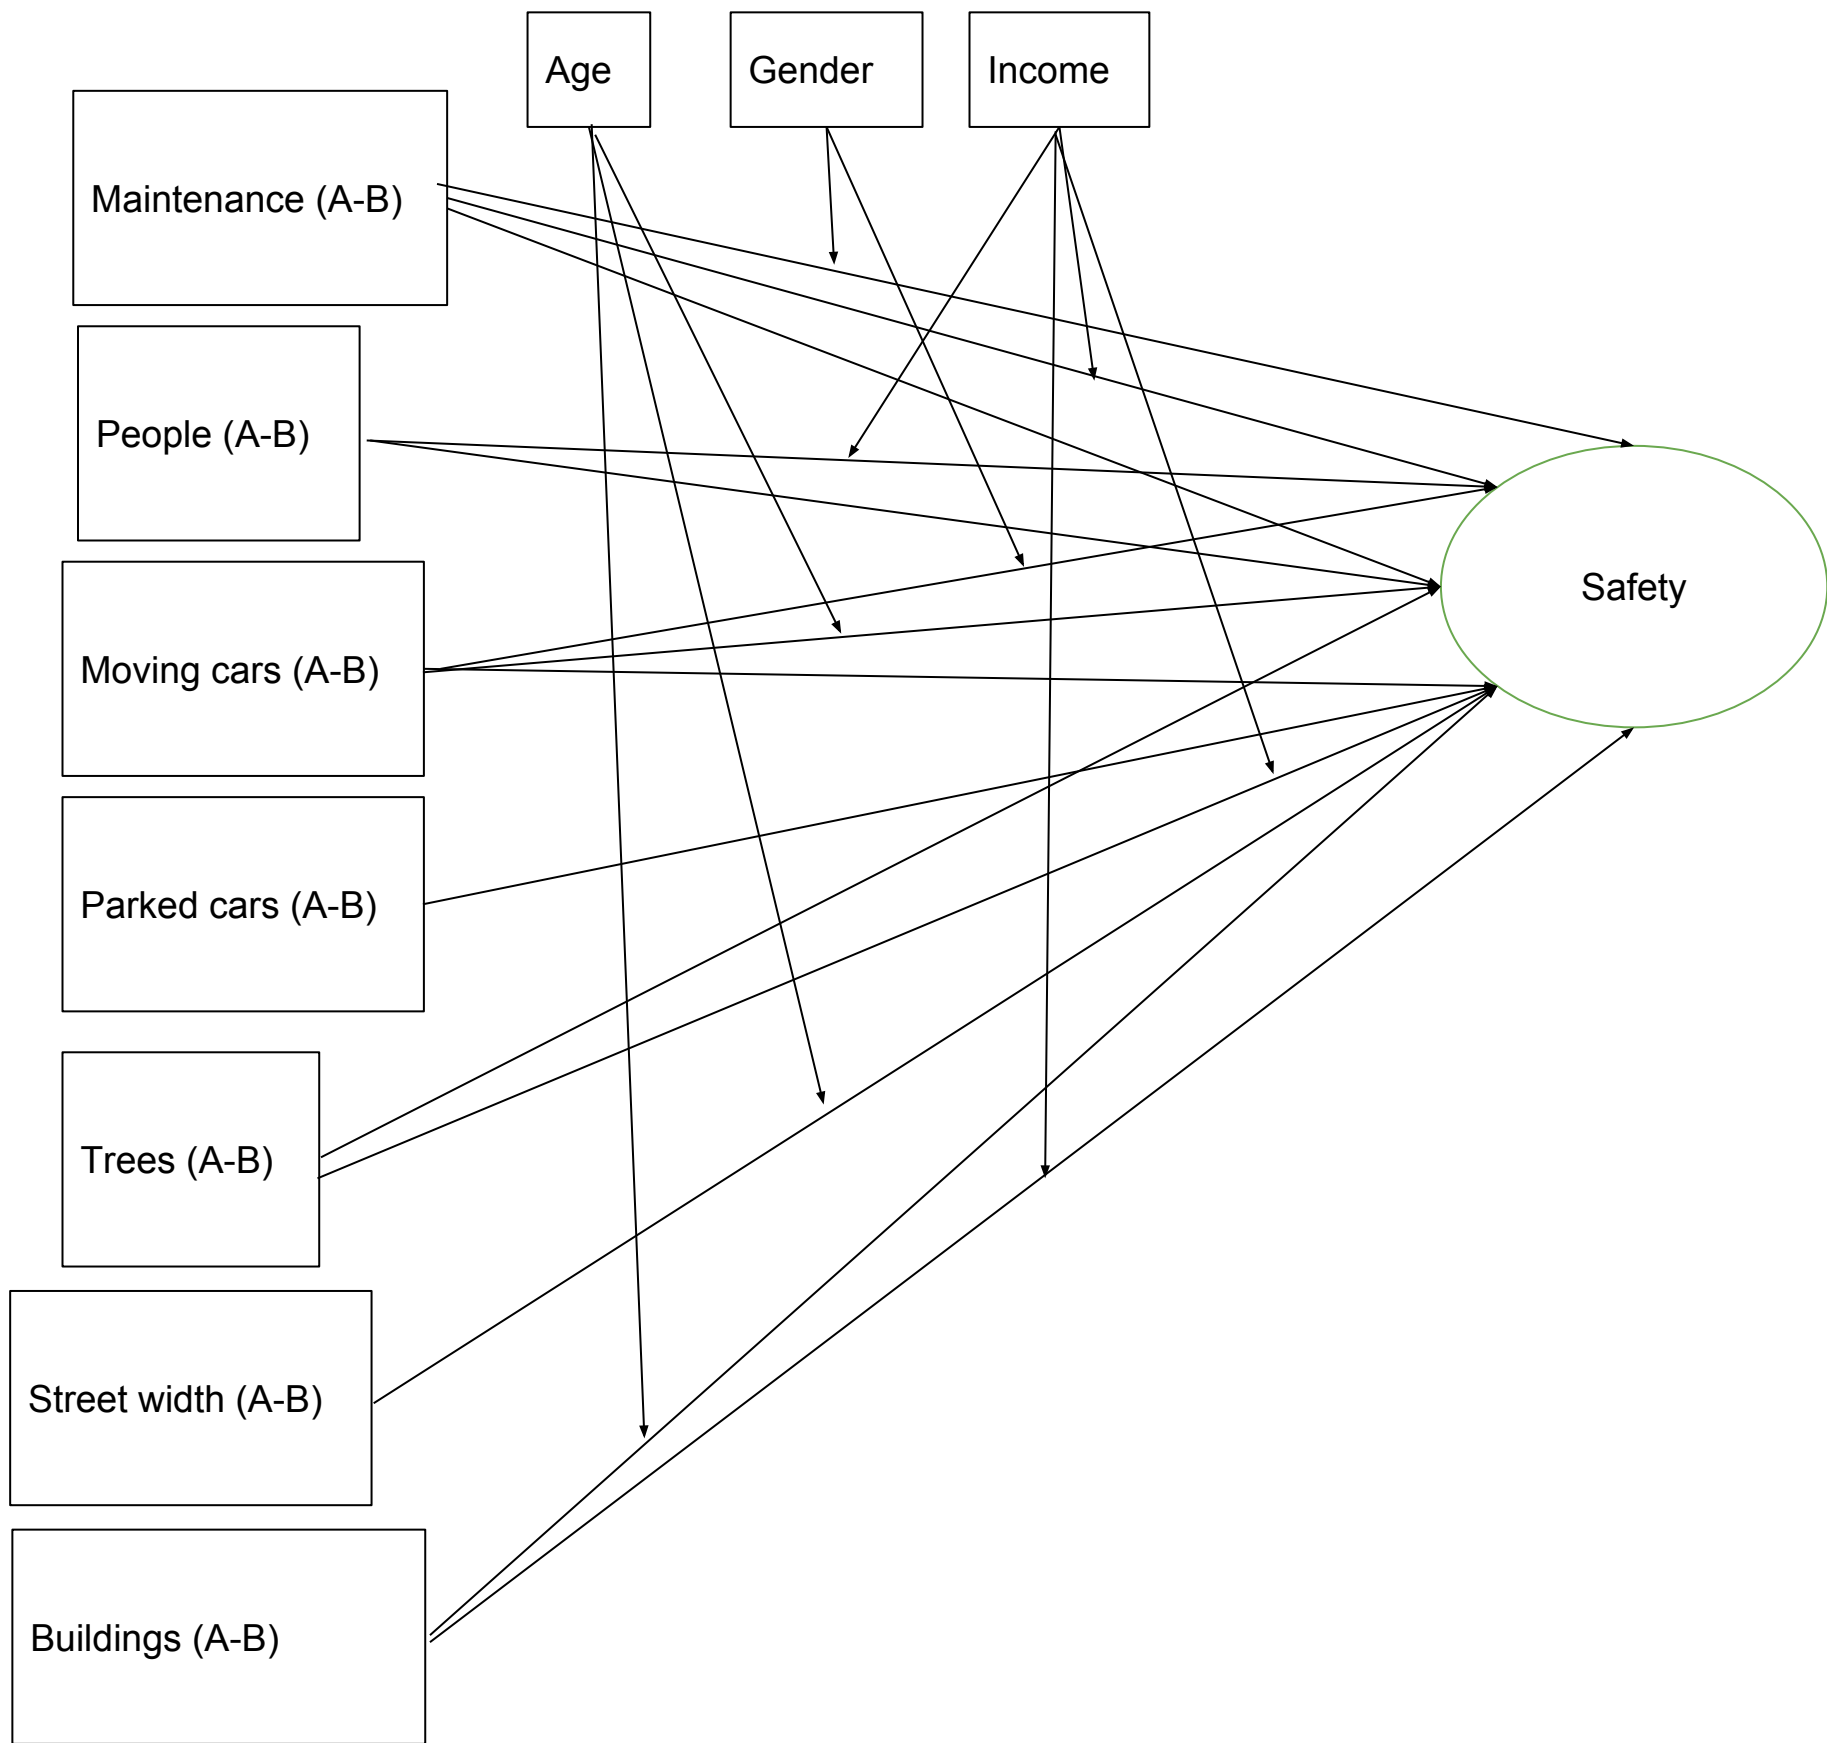 Age
Gender
Income
Maintenance (A-B)
People (A-B)
Moving cars (A-B)
Safety
Parked cars (A-B)
Trees (A-B)
Street width (A-B)
Buildings (A-B)